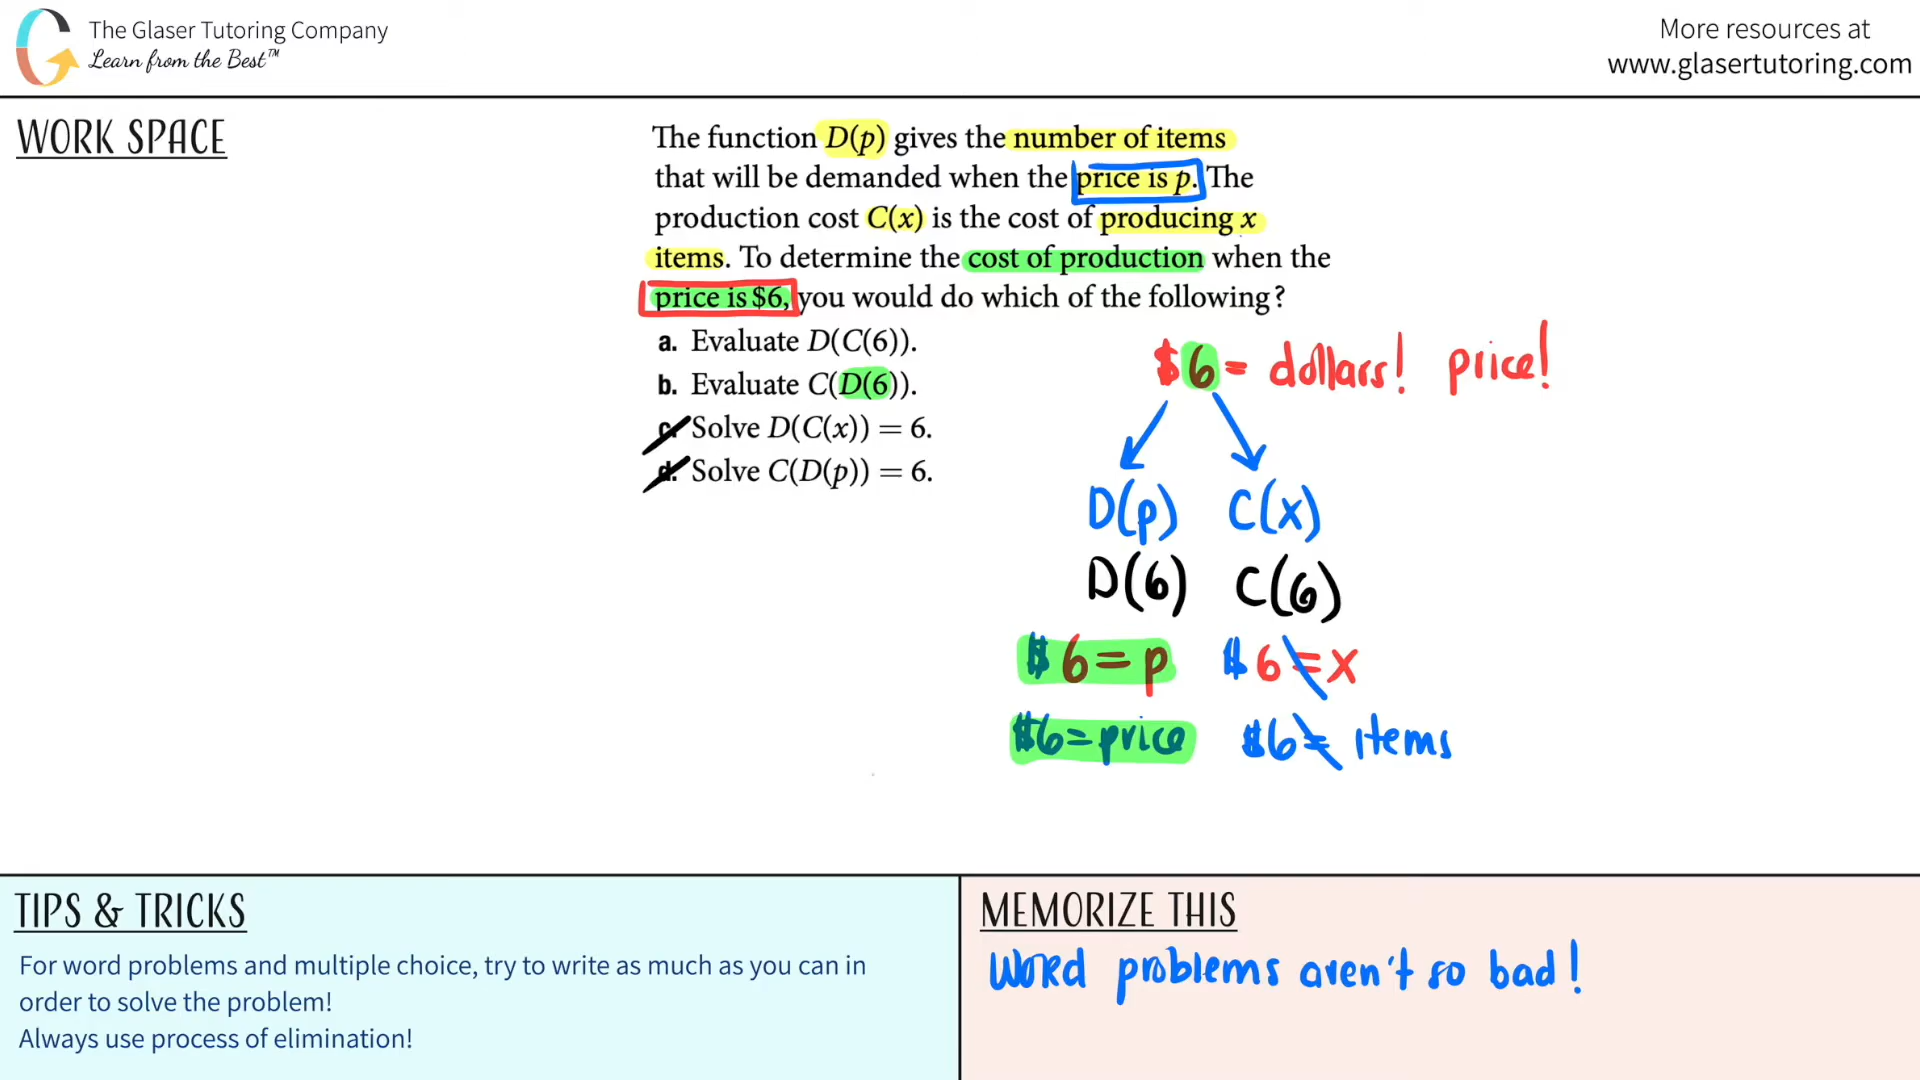 The Glaser Tutoring Company
Learn from the Best™
More resources at
www.glasertutoring.com
WORK SPACE
The function D(p) gives the number of items
that will be demanded when the price is p. The
production cost C(x) is the cost of producing x
items. To determine the cost of production when the
price is $6, you would do which of the following?
a. Evaluate D(C(6)).
b. Evaluate C(D(6)).
c. Solve D(C(x)) = 6.
d. Solve C(D(p)) = 6.
$6 = dollars! price!
D(p) C(x)
D(6) C(6)
$6 = p $6 ≠ x
$6 = price $6 ≠ items
TIPS & TRICKS
For word problems and multiple choice, try to write as much as you can in
order to solve the problem!
Always use process of elimination!
MEMORIZE THIS
Word problems aren't so bad!